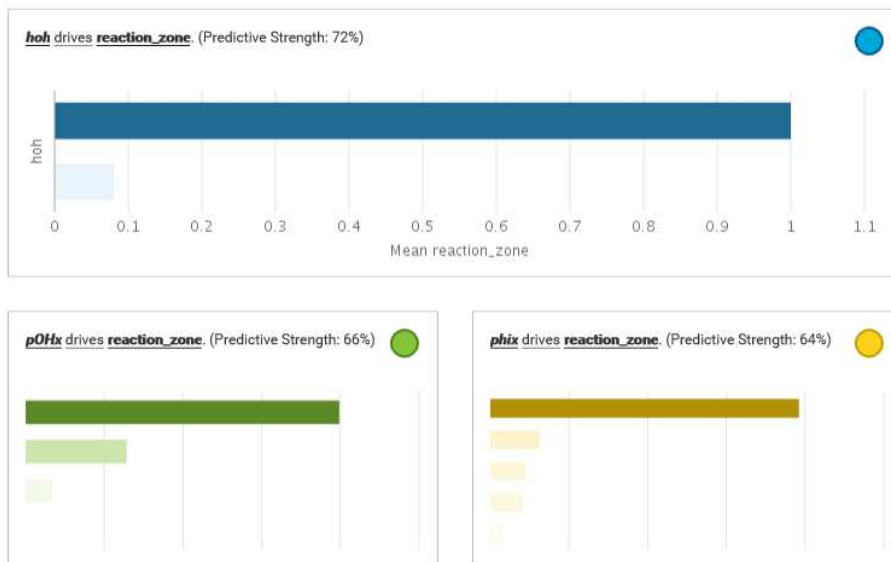 hoh drives reaction_zone. (Predictive Strength: 72%)
hoh
0 0.1 0.2 0.3 0.4 0.5 0.6 0.7 0.8 0.9 1 1.1
Mean reaction_zone
pOHx drives reaction_zone. (Predictive Strength: 66%)
phix drives reaction_zone. (Predictive Strength: 64%)